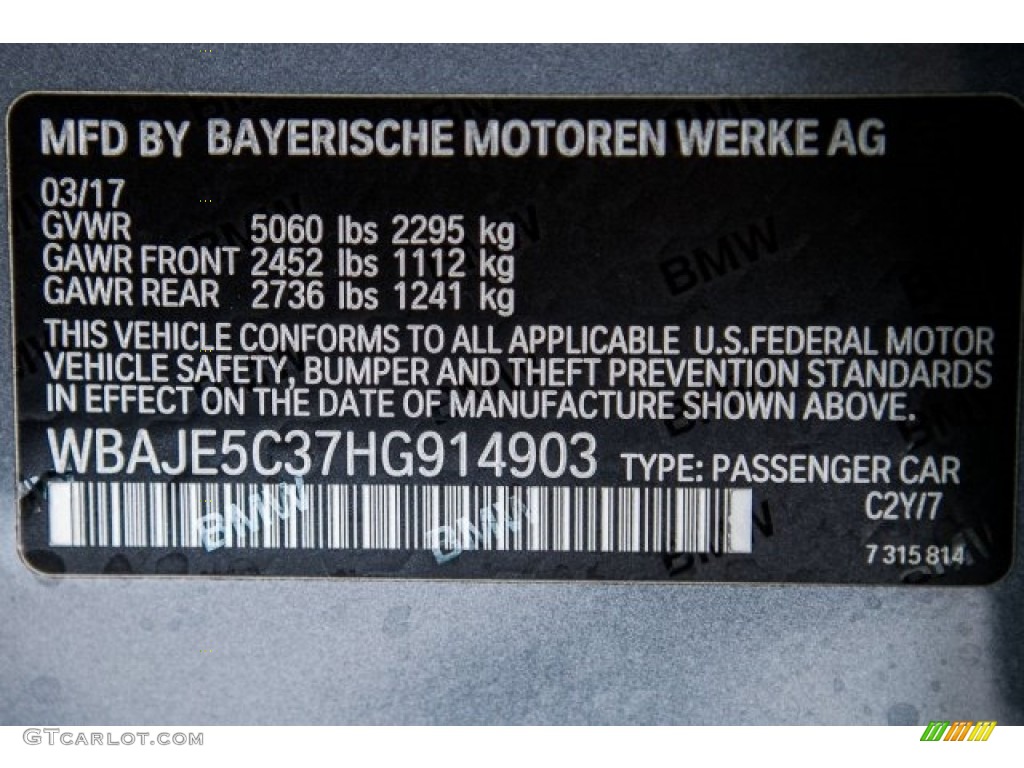 MFD BY BAYERISCHE MOTOREN WERKE AG
03/17
GVWR 5060 lbs 2295 kg
GAWR FRONT 2452 lbs 1112 kg
GAWR REAR 2736 lbs 1241 kg
THIS VEHICLE CONFORMS TO ALL APPLICABLE U.S.FEDERAL MOTOR
VEHICLE SAFETY, BUMPER AND THEFT PREVENTION STANDARDS
IN EFFECT ON THE DATE OF MANUFACTURE SHOWN ABOVE.
WBAJE5C37HG914903 TYPE: PASSENGER CAR
C2Y/7
7 315 814
BMW BMW BMW
GTcarlot.com